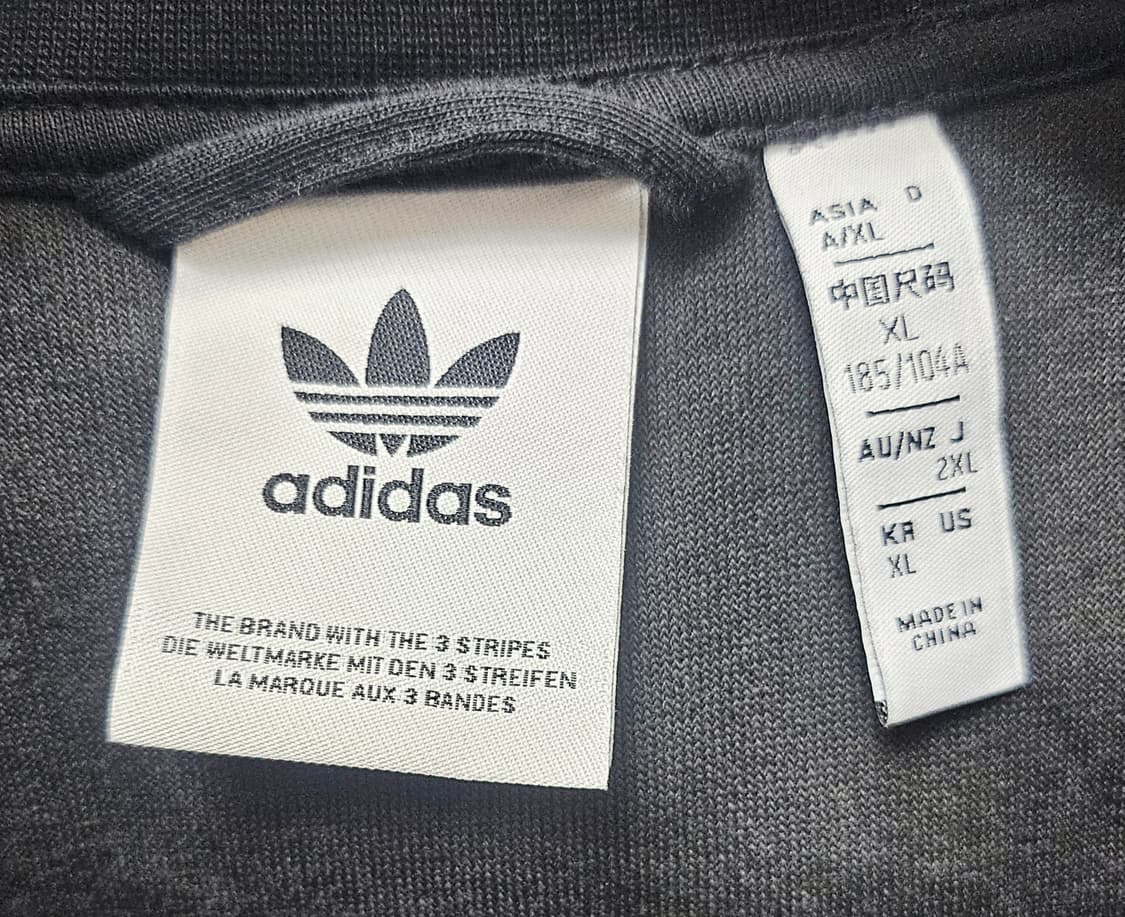 adidas
THE BRAND WITH THE 3 STRIPES
DIE WELTMARKE MIT DEN 3 STREIFEN
LA MARQUE AUX 3 BANDES
ASIA D
A/XL
中国尺码
XL
185/104A
AU/NZ J
2XL
KR US
XL
MADE IN
CHINA